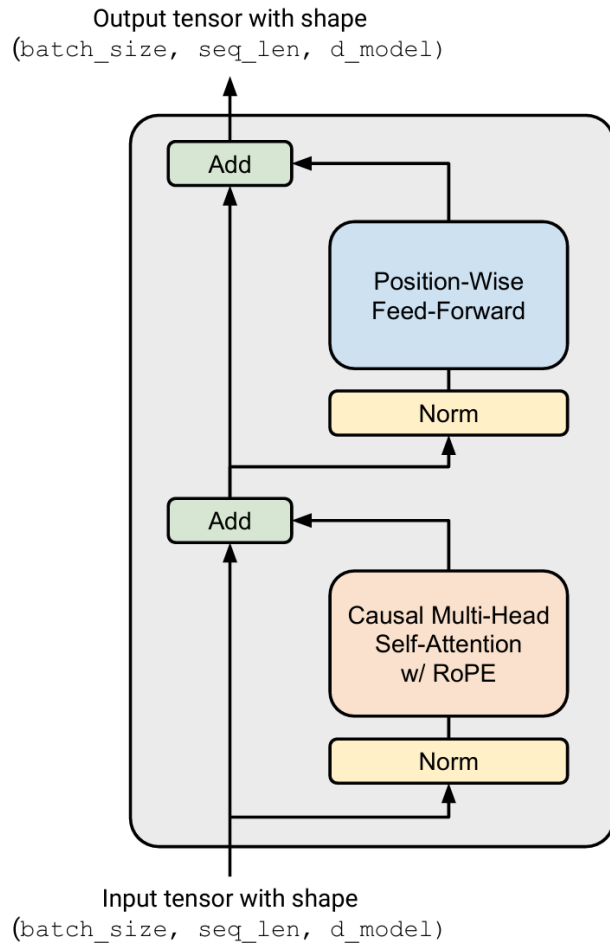 Output tensor with shape
(batch_size, seq_len, d_model)
Add
Position-Wise
Feed-Forward
Norm
Add
Causal Multi-Head
Self-Attention
w/ RoPE
Norm
Input tensor with shape
(batch_size, seq_len, d_model)